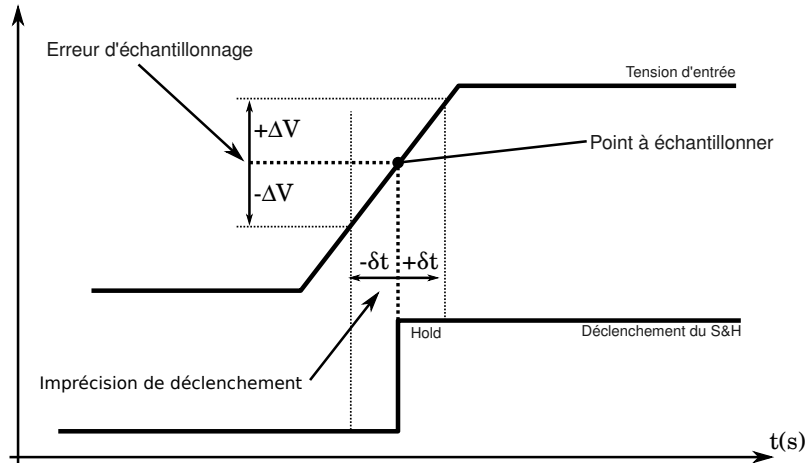 Erreur d'échantillonnage
Tension d'entrée
+ΔV
Point à échantillonner
-ΔV
-δt +δt
Hold
Déclenchement du S&H
Imprécision de déclenchement
t(s)